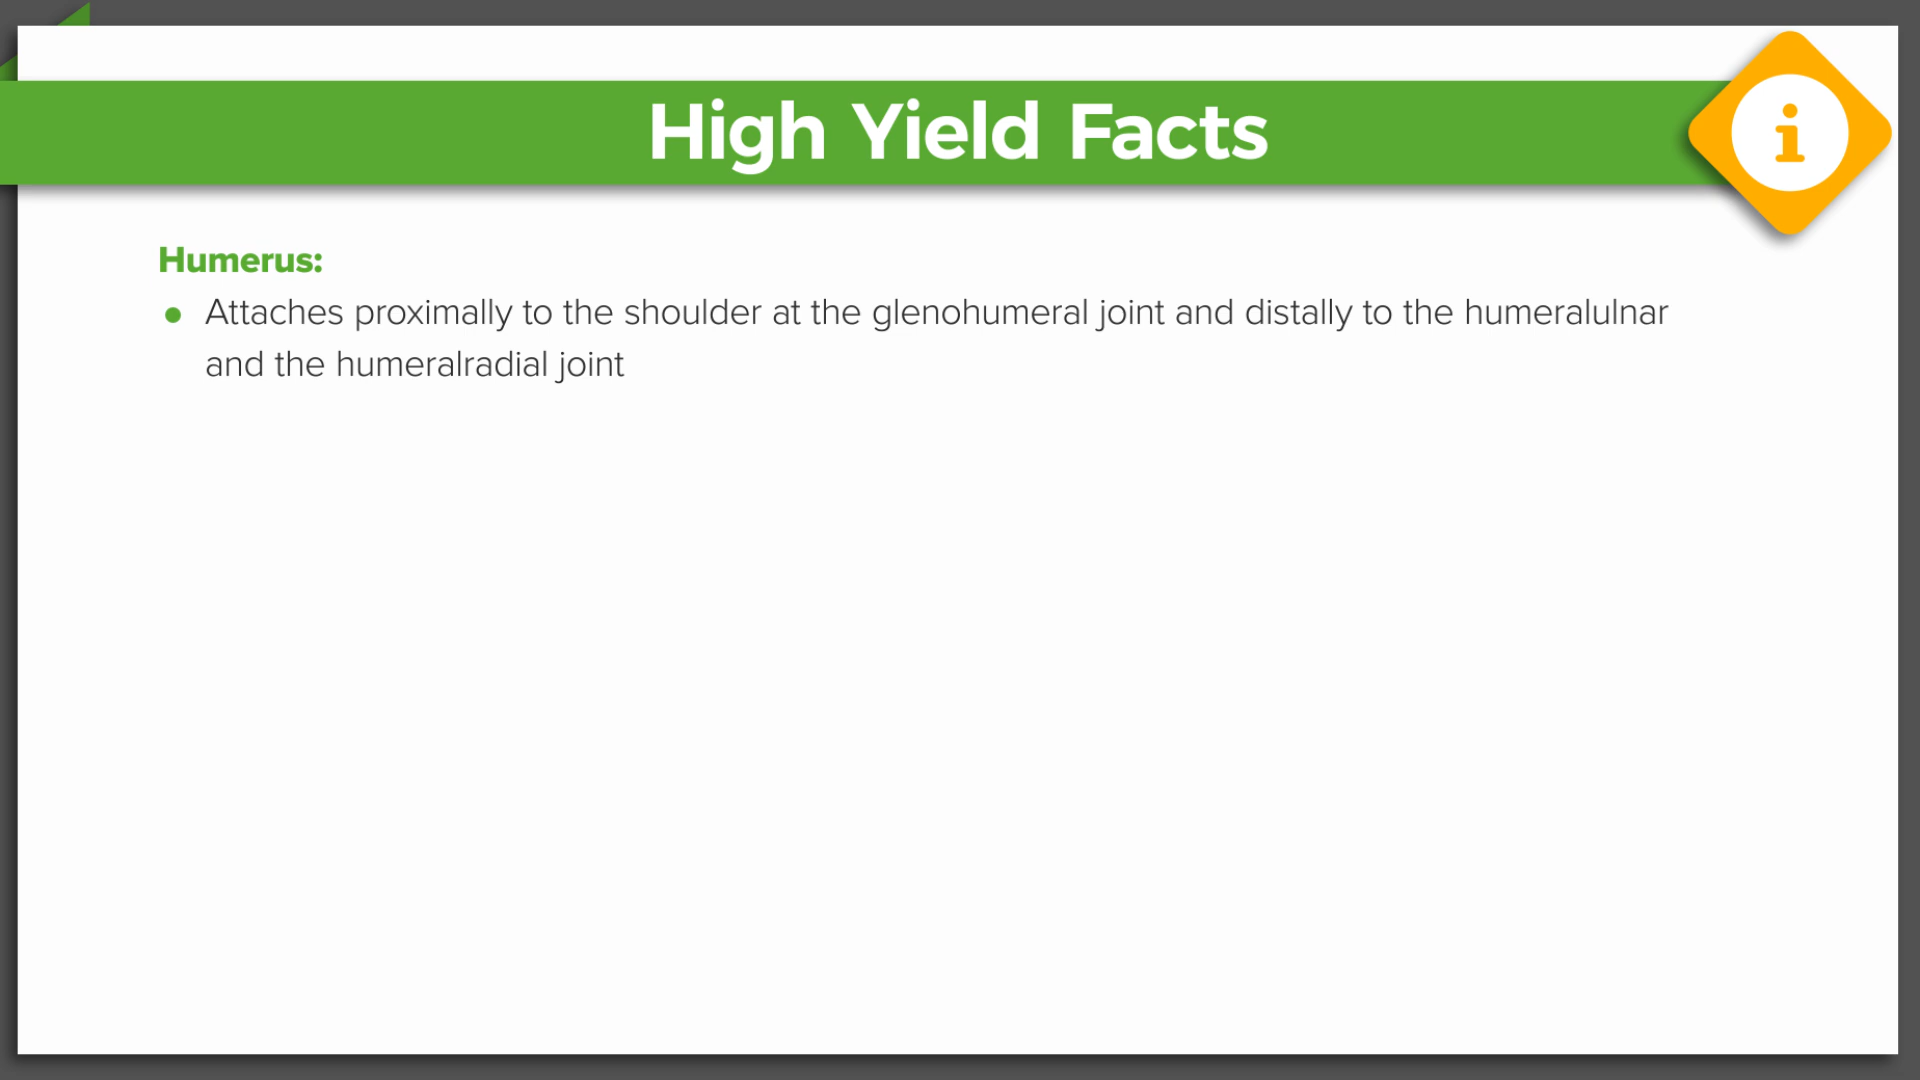 High Yield Facts
Humerus:
● Attaches proximally to the shoulder at the glenohumeral joint and distally to the humeralulnar
and the humeralradial joint